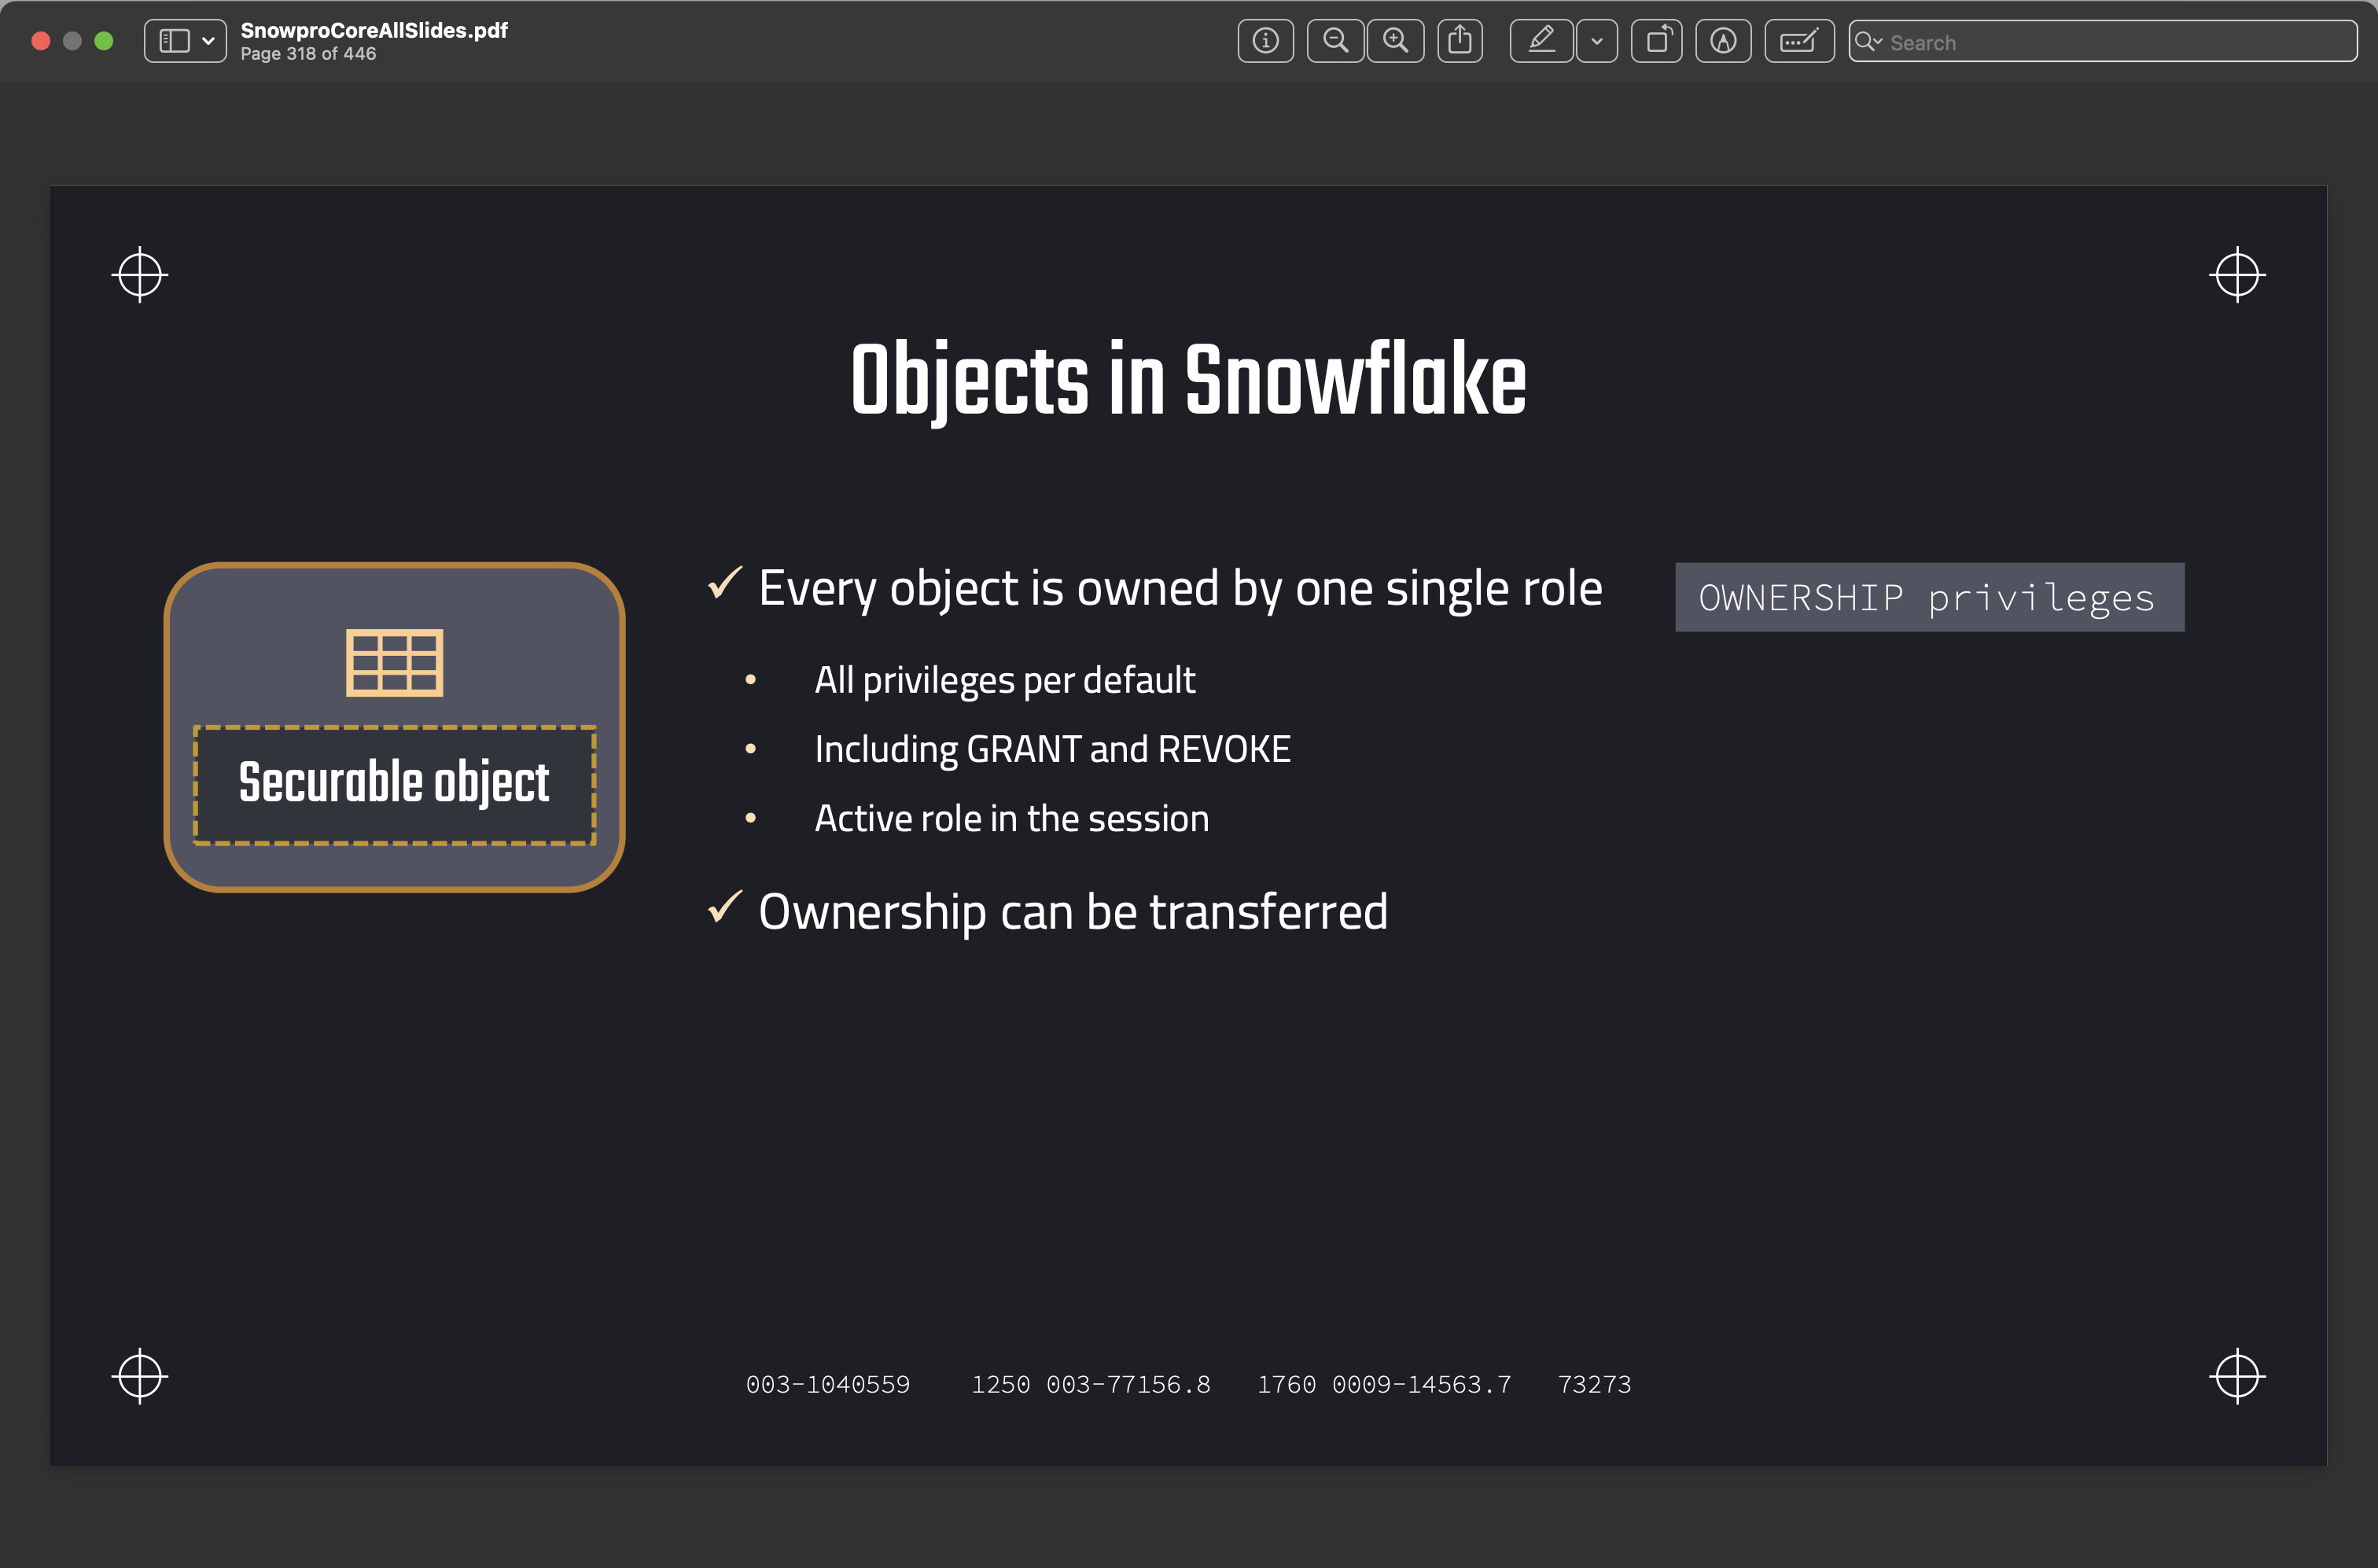 SnowproCoreAllSlides.pdf
Page 318 of 446
Search
Objects in Snowflake
Securable object
Every object is owned by one single role
OWNERSHIP privileges
All privileges per default
Including GRANT and REVOKE
Active role in the session
Ownership can be transferred
003-1040559 1250 003-77156.8 1760 0009-14563.7 73273